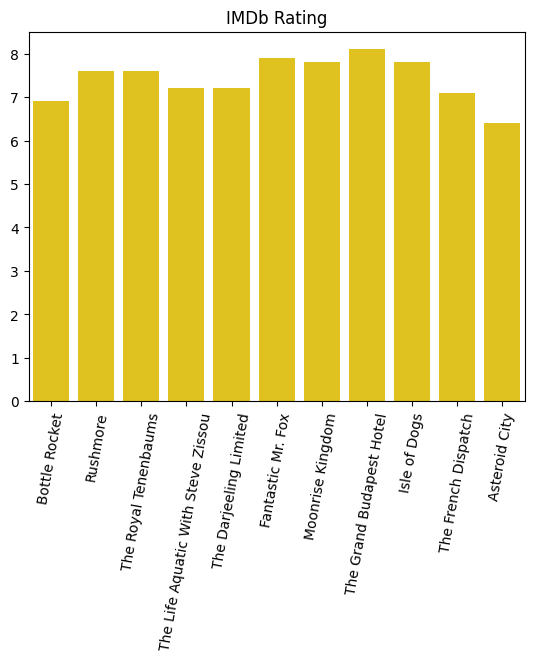 IMDb Rating
8
7
6
5
4
3
2
1
0
Bottle Rocket
Rushmore
The Royal Tenenbaums
The Life Aquatic With Steve Zissou
The Darjeeling Limited
Fantastic Mr. Fox
Moonrise Kingdom
The Grand Budapest Hotel
Isle of Dogs
The French Dispatch
Asteroid City